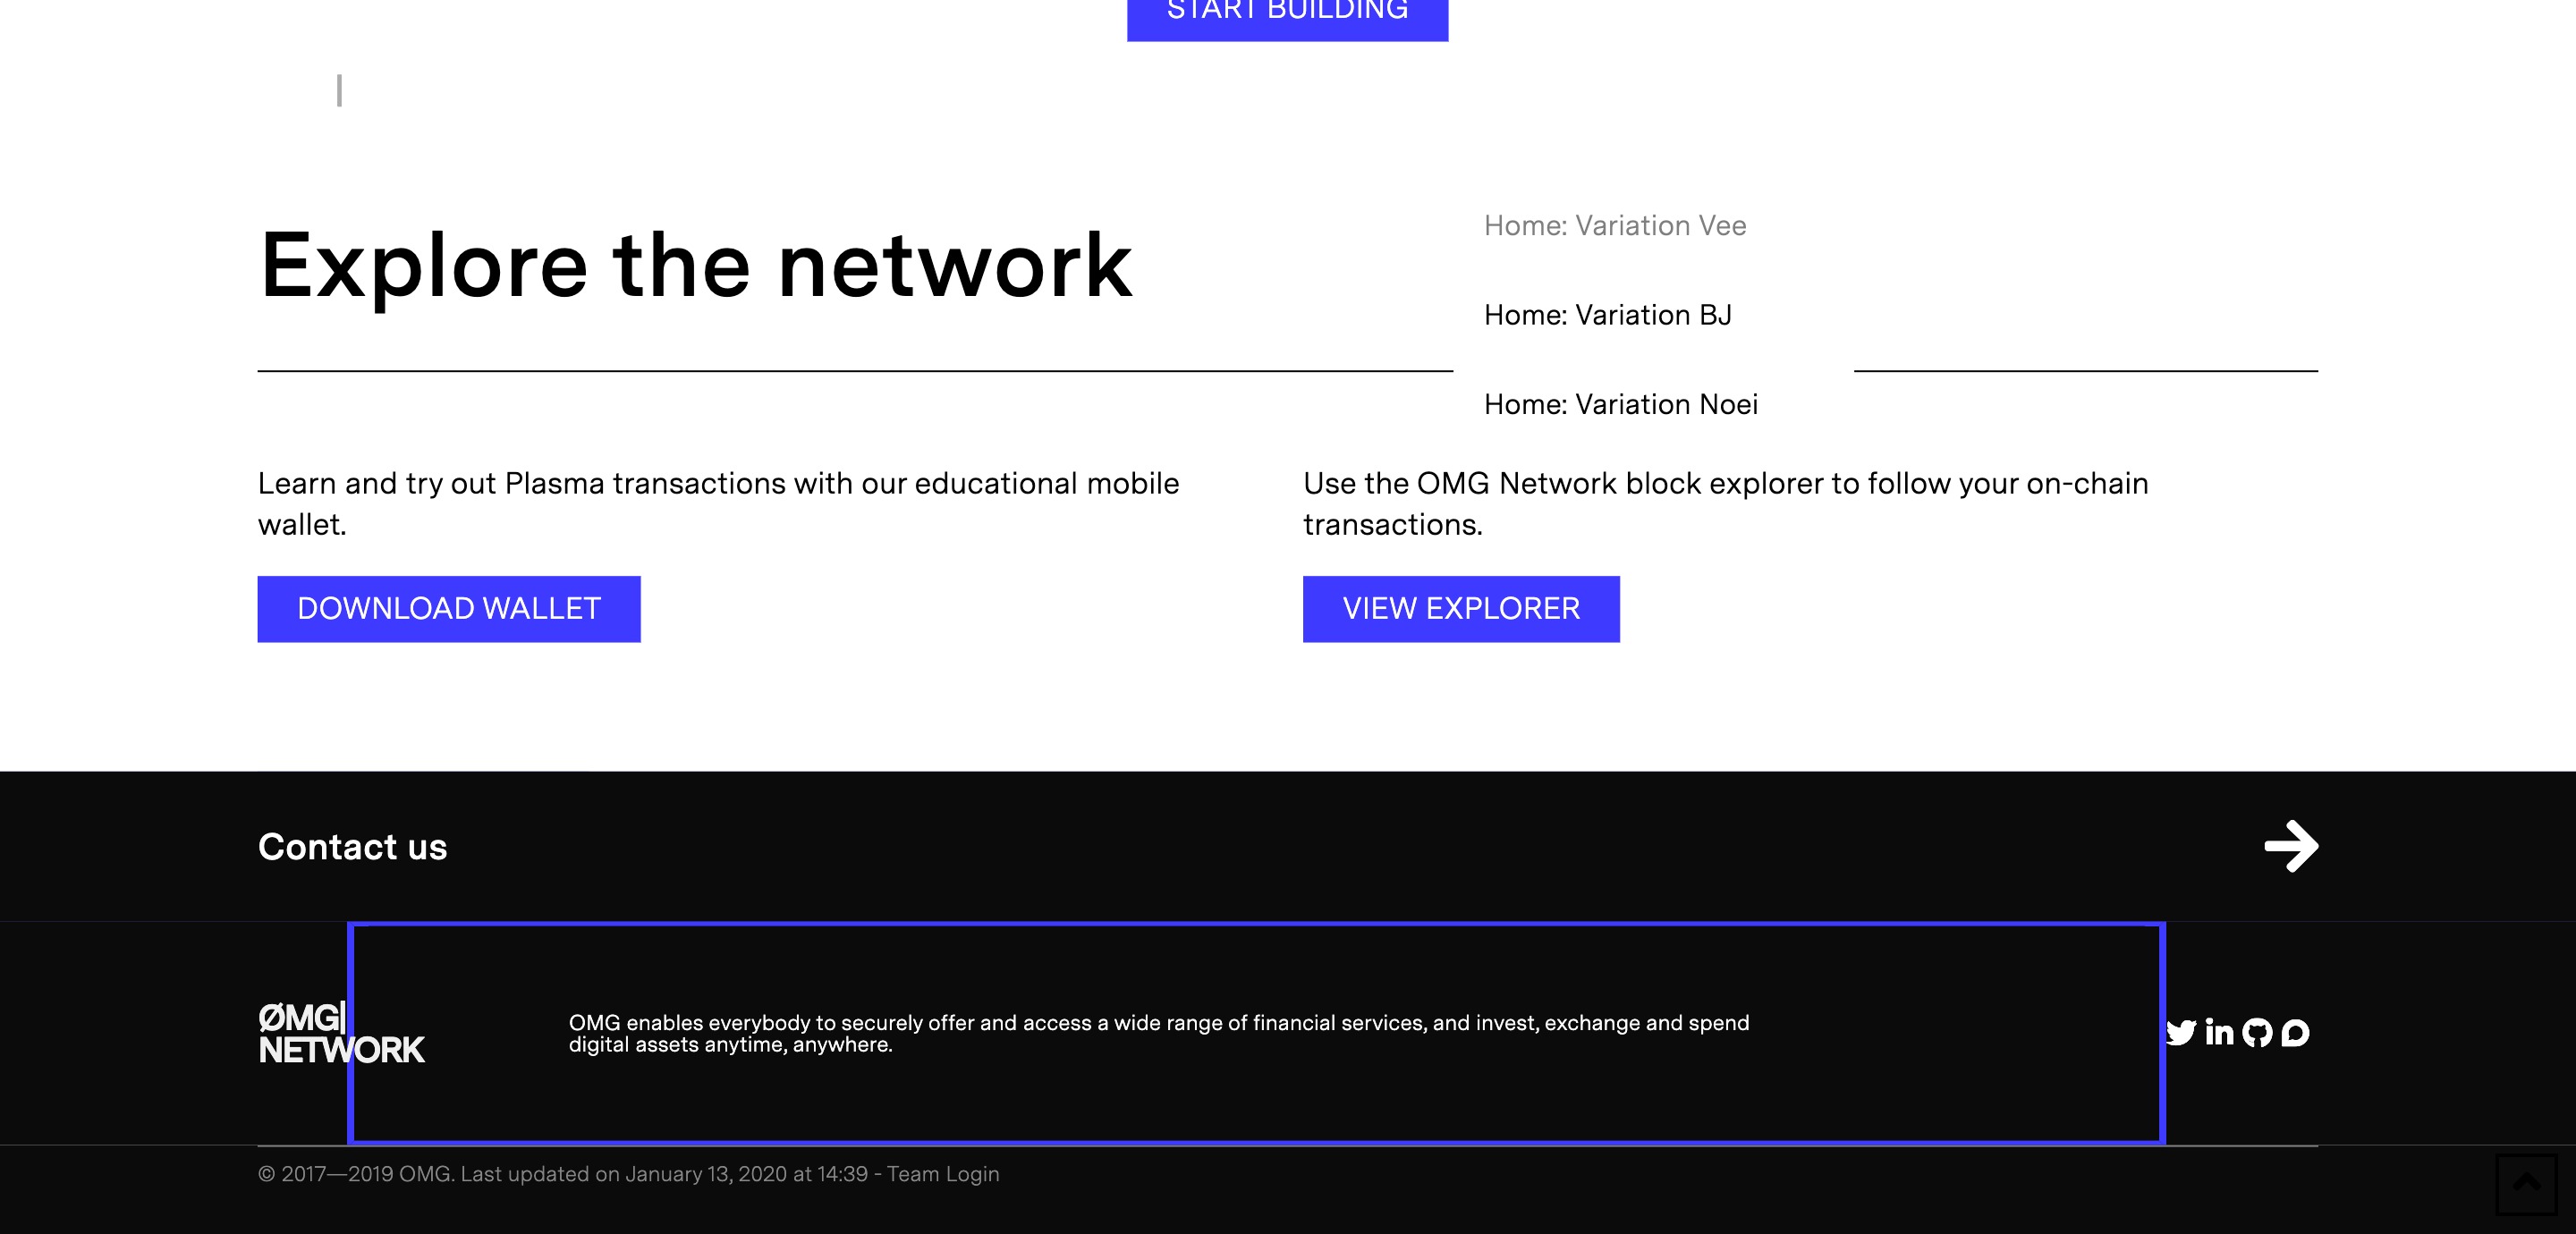 START BUILDING
Explore the network
Home: Variation Vee
Home: Variation BJ
Home: Variation Noei
Learn and try out Plasma transactions with our educational mobile
wallet.
DOWNLOAD WALLET
Use the OMG Network block explorer to follow your on-chain
transactions.
VIEW EXPLORER
Contact us
ØMG|
NETWORK
OMG enables everybody to securely offer and access a wide range of financial services, and invest, exchange and spend
digital assets anytime, anywhere.
in
© 2017—2019 OMG. Last updated on January 13, 2020 at 14:39 - Team Login